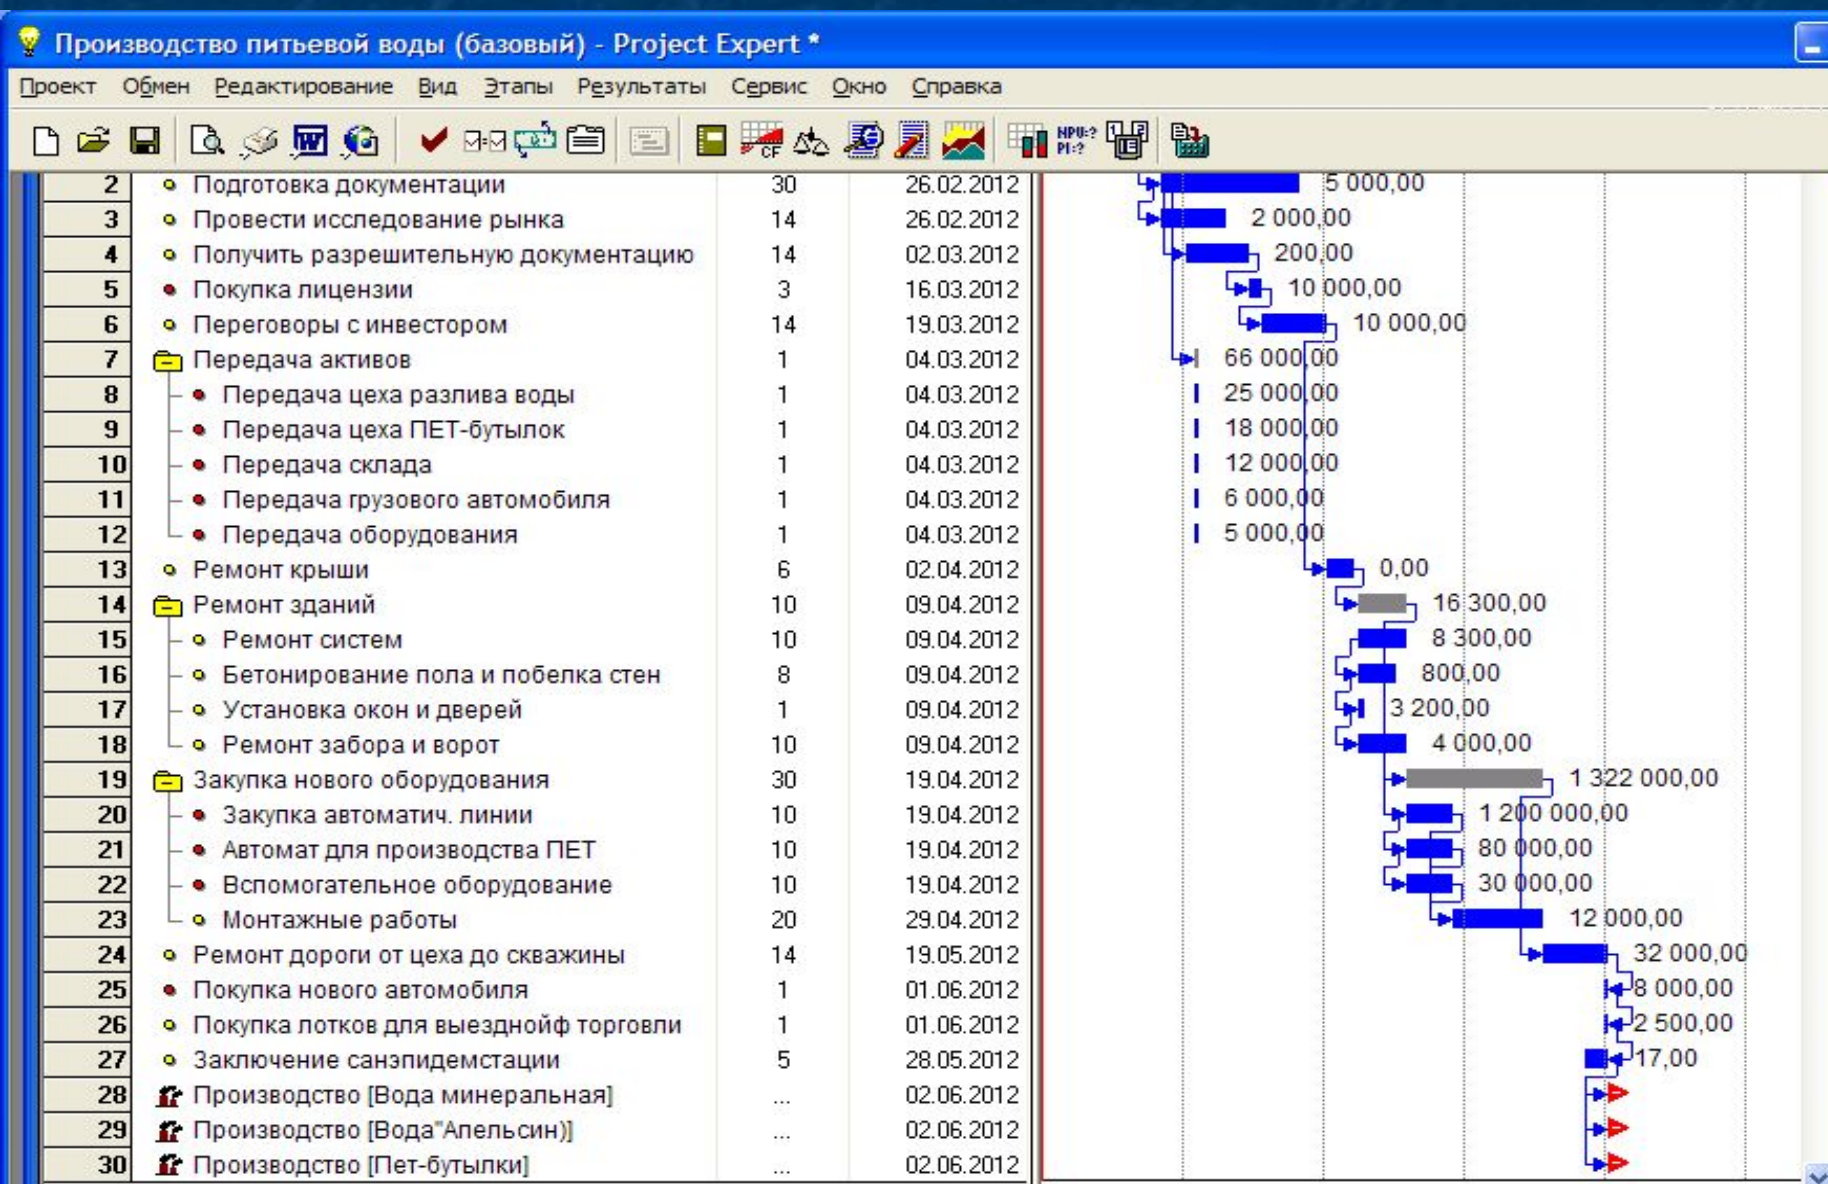 Производство питьевой воды (базовый) - Project Expert *
Проект Обмен Редактирование Вид Этапы Результаты Сервис Окно Справка
W CF NPU:? PI:? 1 2
2 Подготовка документации 30 26.02.2012 5 000,00
3 Провести исследование рынка 14 26.02.2012 2 000,00
4 Получить разрешительную документацию 14 02.03.2012 200,00
5 Покупка лицензии 3 16.03.2012 10 000,00
6 Переговоры с инвестором 14 19.03.2012 10 000,00
7 Передача активов 1 04.03.2012 66 000,00
8 Передача цеха разлива воды 1 04.03.2012 25 000,00
9 Передача цеха ПЕТ-бутылок 1 04.03.2012 18 000,00
10 Передача склада 1 04.03.2012 12 000,00
11 Передача грузового автомобиля 1 04.03.2012 6 000,00
12 Передача оборудования 1 04.03.2012 5 000,00
13 Ремонт крыши 6 02.04.2012 0,00
14 Ремонт зданий 10 09.04.2012 16 300,00
15 Ремонт систем 10 09.04.2012 8 300,00
16 Бетонирование пола и побелка стен 8 09.04.2012 800,00
17 Установка окон и дверей 1 09.04.2012 3 200,00
18 Ремонт забора и ворот 10 09.04.2012 4 000,00
19 Закупка нового оборудования 30 19.04.2012 1 322 000,00
20 Закупка автоматич. линии 10 19.04.2012 1 200 000,00
21 Автомат для производства ПЕТ 10 19.04.2012 80 000,00
22 Вспомогательное оборудование 10 19.04.2012 30 000,00
23 Монтажные работы 20 29.04.2012 12 000,00
24 Ремонт дороги от цеха до скважины 14 19.05.2012 32 000,00
25 Покупка нового автомобиля 1 01.06.2012 8 000,00
26 Покупка лотков для выезднойф торговли 1 01.06.2012 2 500,00
27 Заключение санэпидемстации 5 28.05.2012 17,00
28 Производство [Вода минеральная] ... 02.06.2012
29 Производство [Вода"Апельсин)] ... 02.06.2012
30 Производство [Пет-бутылки] ... 02.06.2012